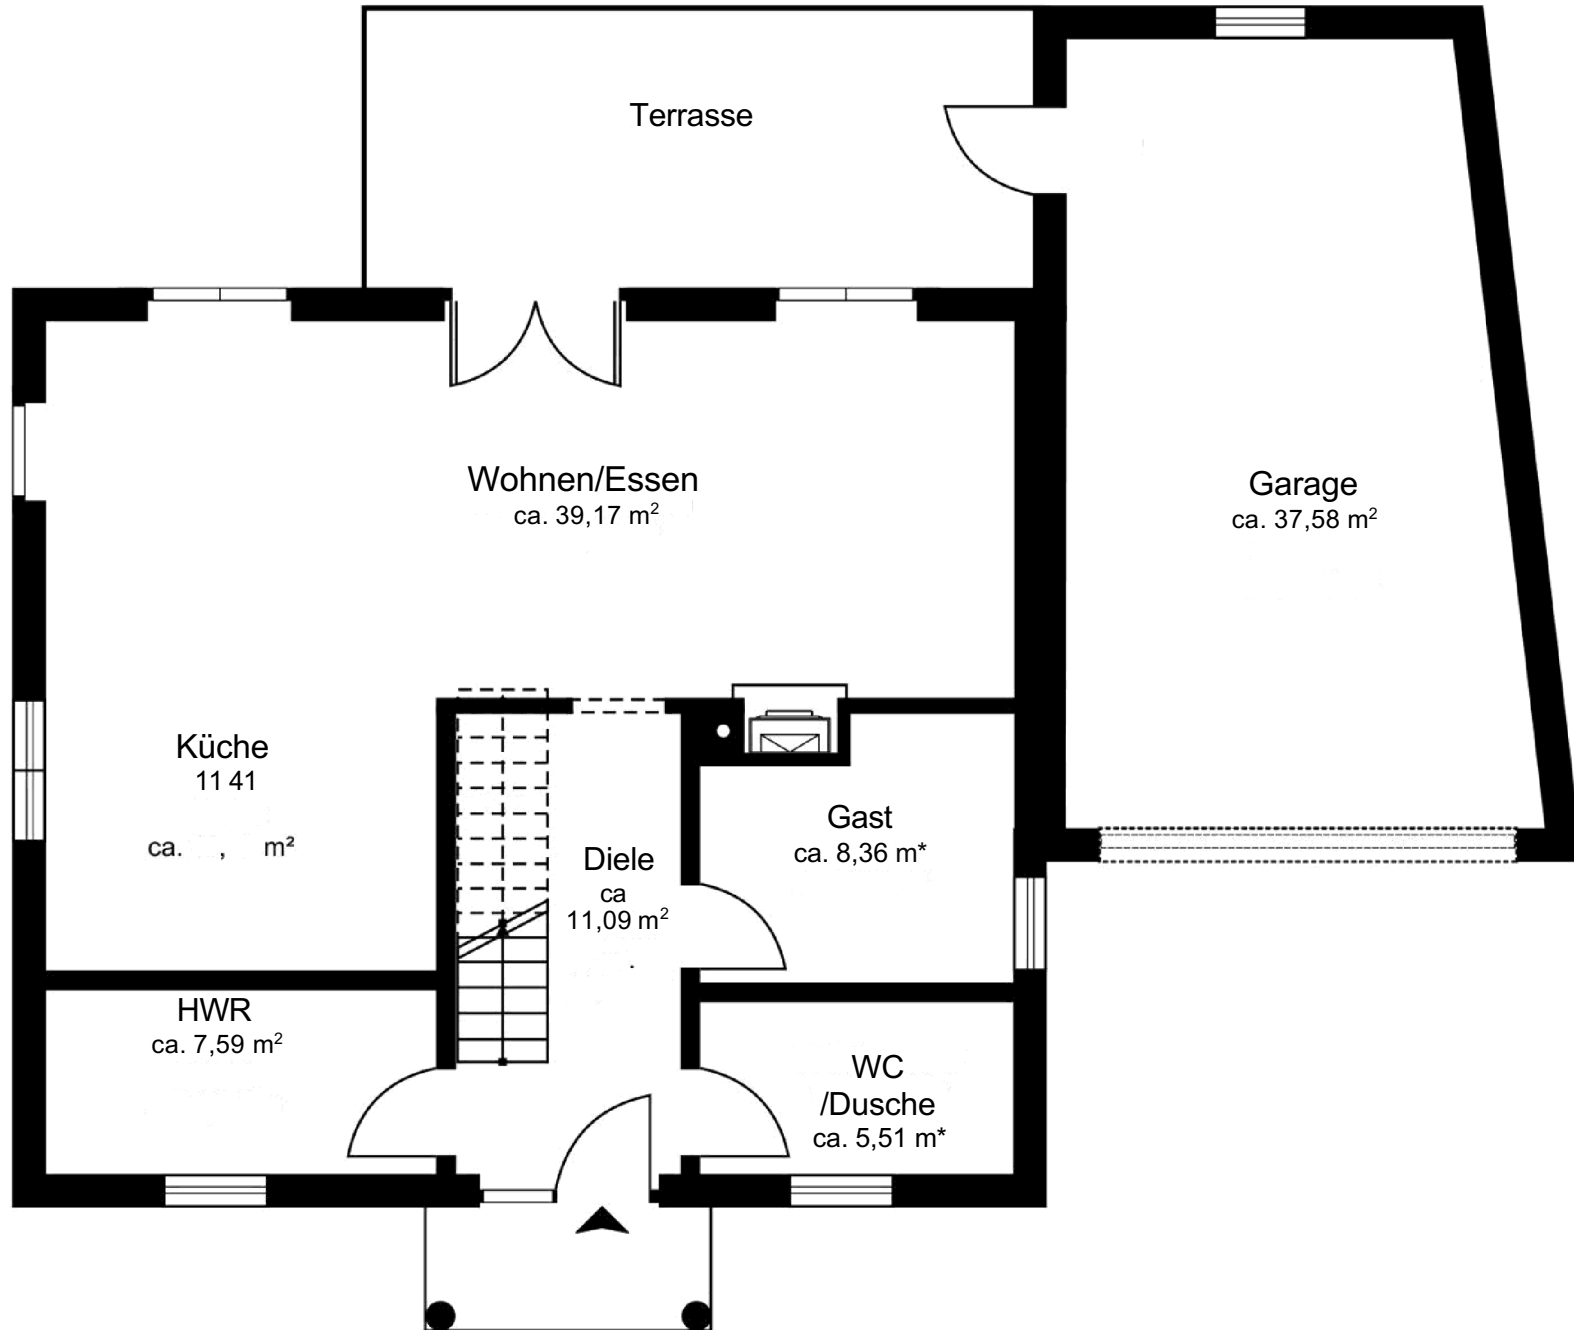 Terrasse
Wohnen/Essen
ca. 39,17 m²
Garage
ca. 37,58 m²
Küche
11 41
ca. , m²
Gast
ca. 8,36 m*
Diele
ca
11,09 m²
.
HWR
ca. 7,59 m²
WC
/Dusche
ca. 5,51 m*